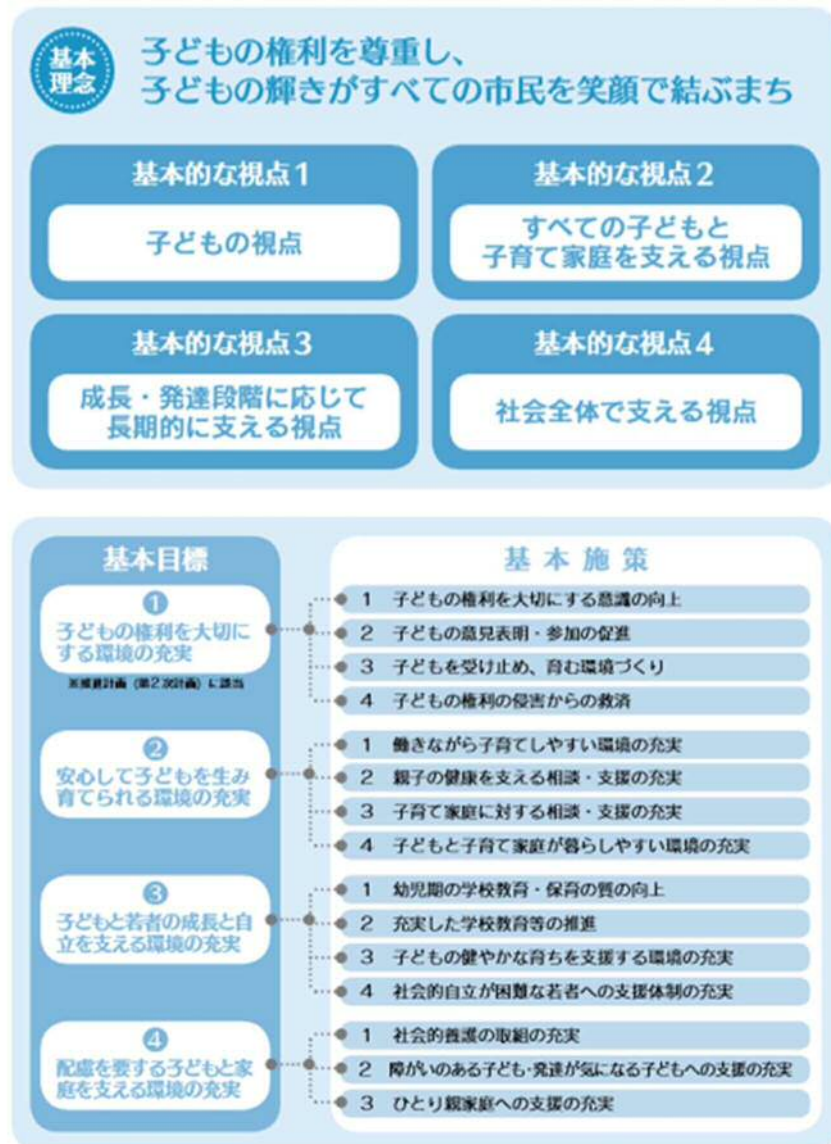 基本
理念
子どもの権利を尊重し、
子どもの輝きがすべての市民を笑顔で結ぶまち
基本的な視点1
子どもの視点
基本的な視点2
すべての子どもと
子育て家庭を支える視点
基本的な視点3
成長・発達段階に応じて
長期的に支える視点
基本的な視点4
社会全体で支える視点
基本目標
基本施策
1
子どもの権利を大切に
する環境の充実
※推進計画（第2次計画）に該当
1 子どもの権利を大切にする意識の向上
2 子どもの意見表明・参加の促進
3 子どもを受け止め、育む環境づくり
4 子どもの権利の侵害からの救済
2
安心して子どもを生み
育てられる環境の充実
1 働きながら子育てしやすい環境の充実
2 親子の健康を支える相談・支援の充実
3 子育て家庭に対する相談・支援の充実
4 子どもと子育て家庭が暮らしやすい環境の充実
3
子どもと若者の成長と自
立を支える環境の充実
1 幼児期の学校教育・保育の質の向上
2 充実した学校教育等の推進
3 子どもの健やかな育ちを支援する環境の充実
4 社会的自立が困難な若者への支援体制の充実
4
配慮を要する子どもと家
庭を支える環境の充実
1 社会的養護の取組の充実
2 障がいのある子ども・発達が気になる子どもへの支援の充実
3 ひとり親家庭への支援の充実